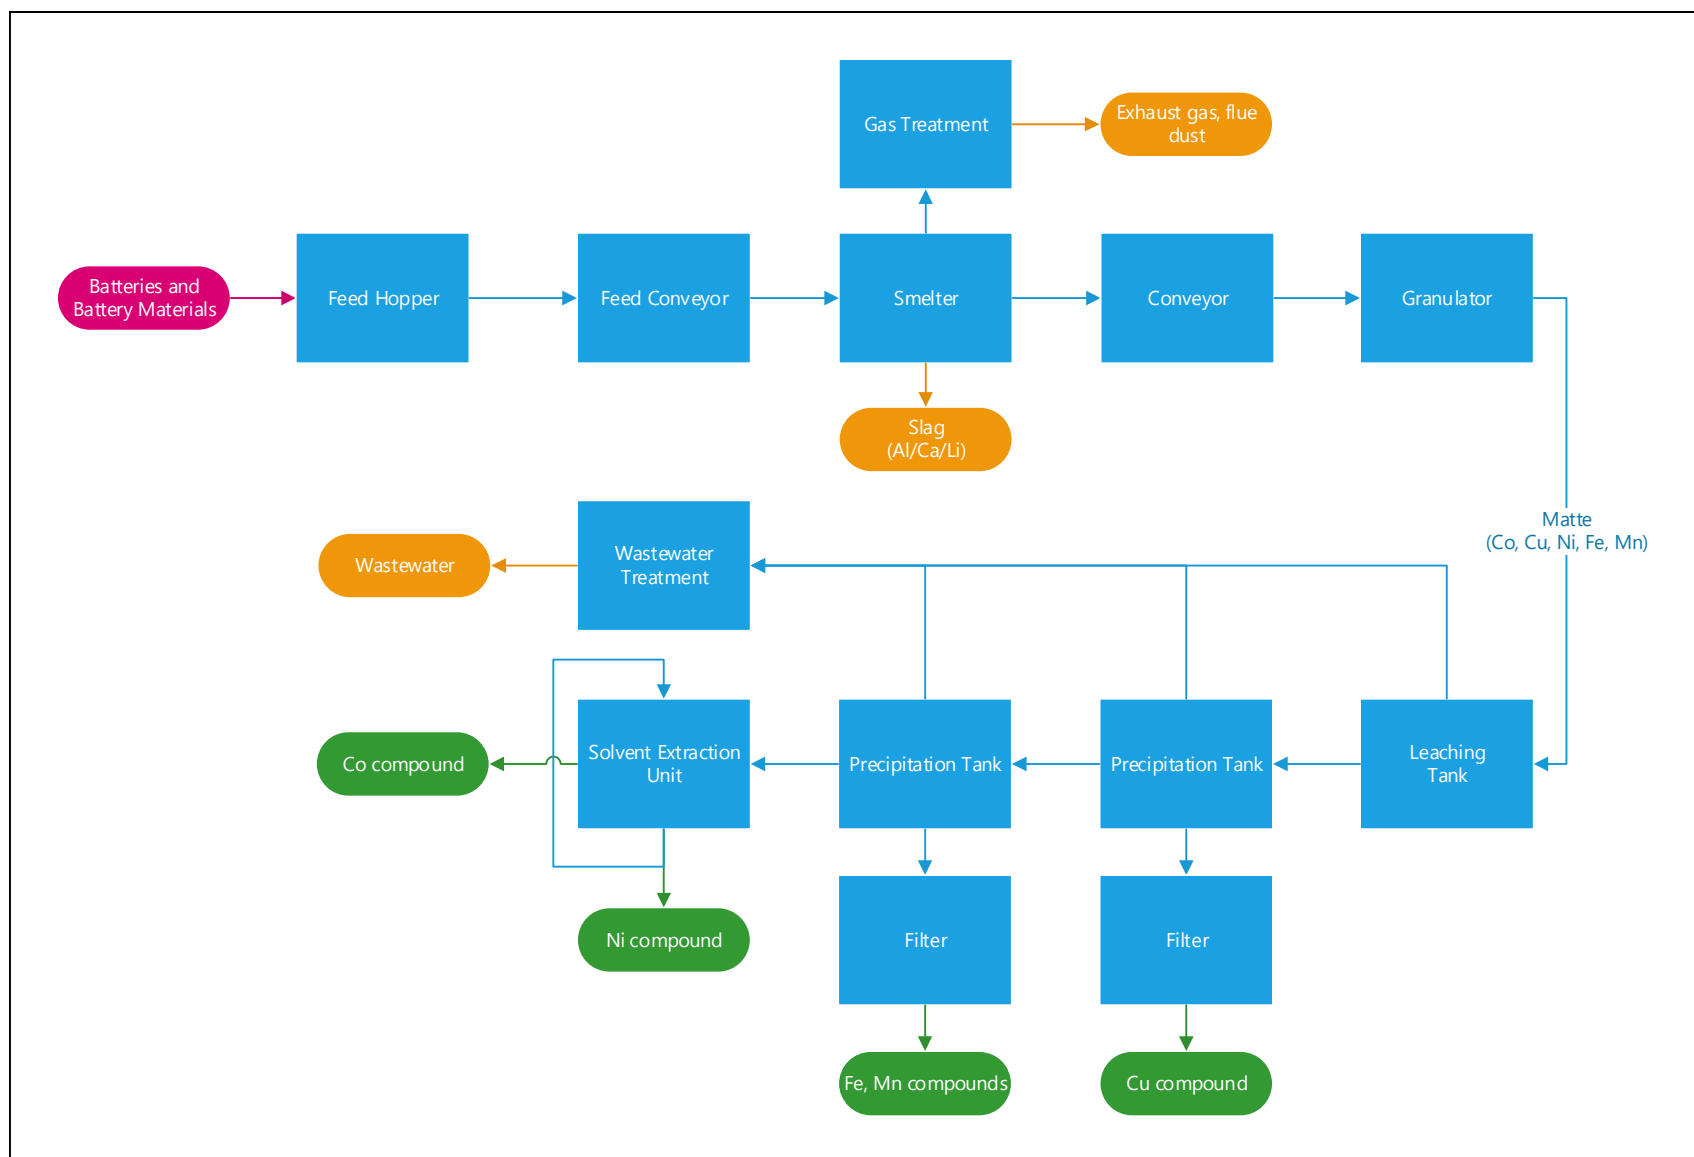 Gas Treatment
Exhaust gas, flue
dust
Batteries and
Battery Materials
Feed Hopper
Feed Conveyor
Smelter
Conveyor
Granulator
Slag
(Al/Ca/Li)
Matte
(Co, Cu, Ni, Fe, Mn)
Wastewater
Wastewater
Treatment
Co compound
Solvent Extraction
Unit
Precipitation Tank
Precipitation Tank
Leaching
Tank
Ni compound
Filter
Filter
Fe, Mn compounds
Cu compound